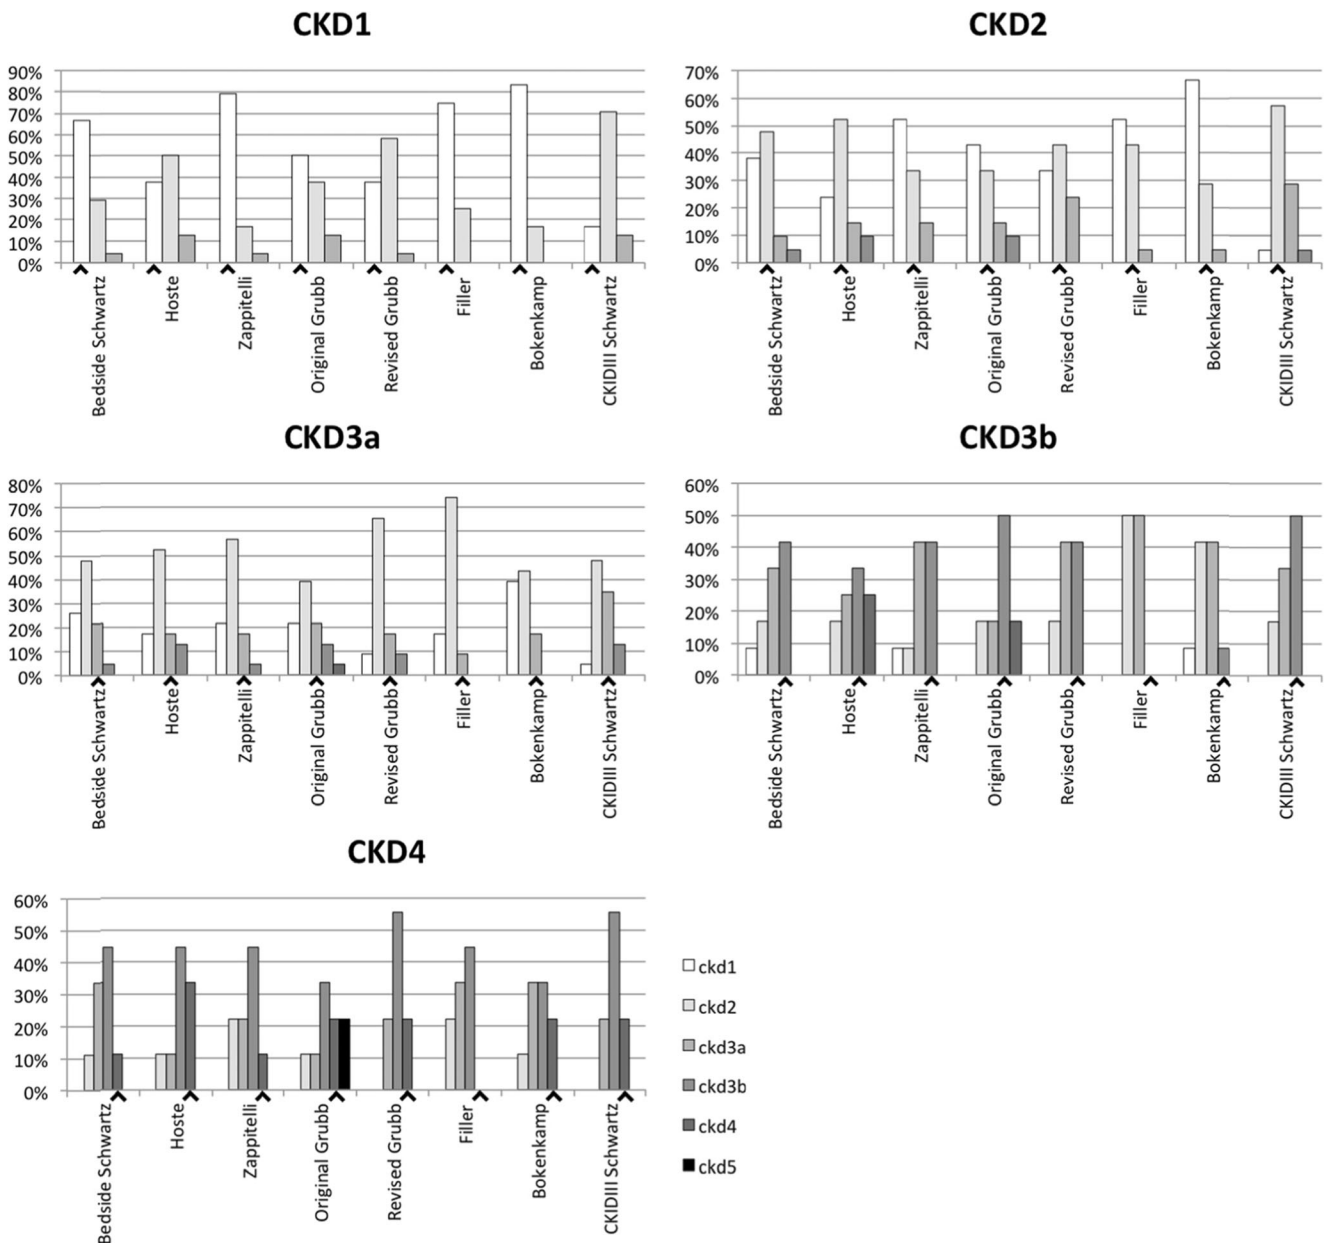 CKD1
90%
80%
70%
60%
50%
40%
30%
20%
10%
0%
Bedside Schwartz
Hoste
Zappitelli
Original Grubb
Revised Grubb
Filler
Bokenkamp
CKIDIII Schwartz
CKD2
70%
60%
50%
40%
30%
20%
10%
0%
Bedside Schwartz
Hoste
Zappitelli
Original Grubb
Revised Grubb
Filler
Bokenkamp
CKIDIII Schwartz
CKD3a
80%
70%
60%
50%
40%
30%
20%
10%
0%
Bedside Schwartz
Hoste
Zappitelli
Original Grubb
Revised Grubb
Filler
Bokenkamp
CKIDIII Schwartz
CKD3b
60%
50%
40%
30%
20%
10%
0%
Bedside Schwartz
Hoste
Zappitelli
Original Grubb
Revised Grubb
Filler
Bokenkamp
CKIDIII Schwartz
CKD4
60%
50%
40%
30%
20%
10%
0%
Bedside Schwartz
Hoste
Zappitelli
Original Grubb
Revised Grubb
Filler
Bokenkamp
CKIDIII Schwartz
ckd1
ckd2
ckd3a
ckd3b
ckd4
ckd5